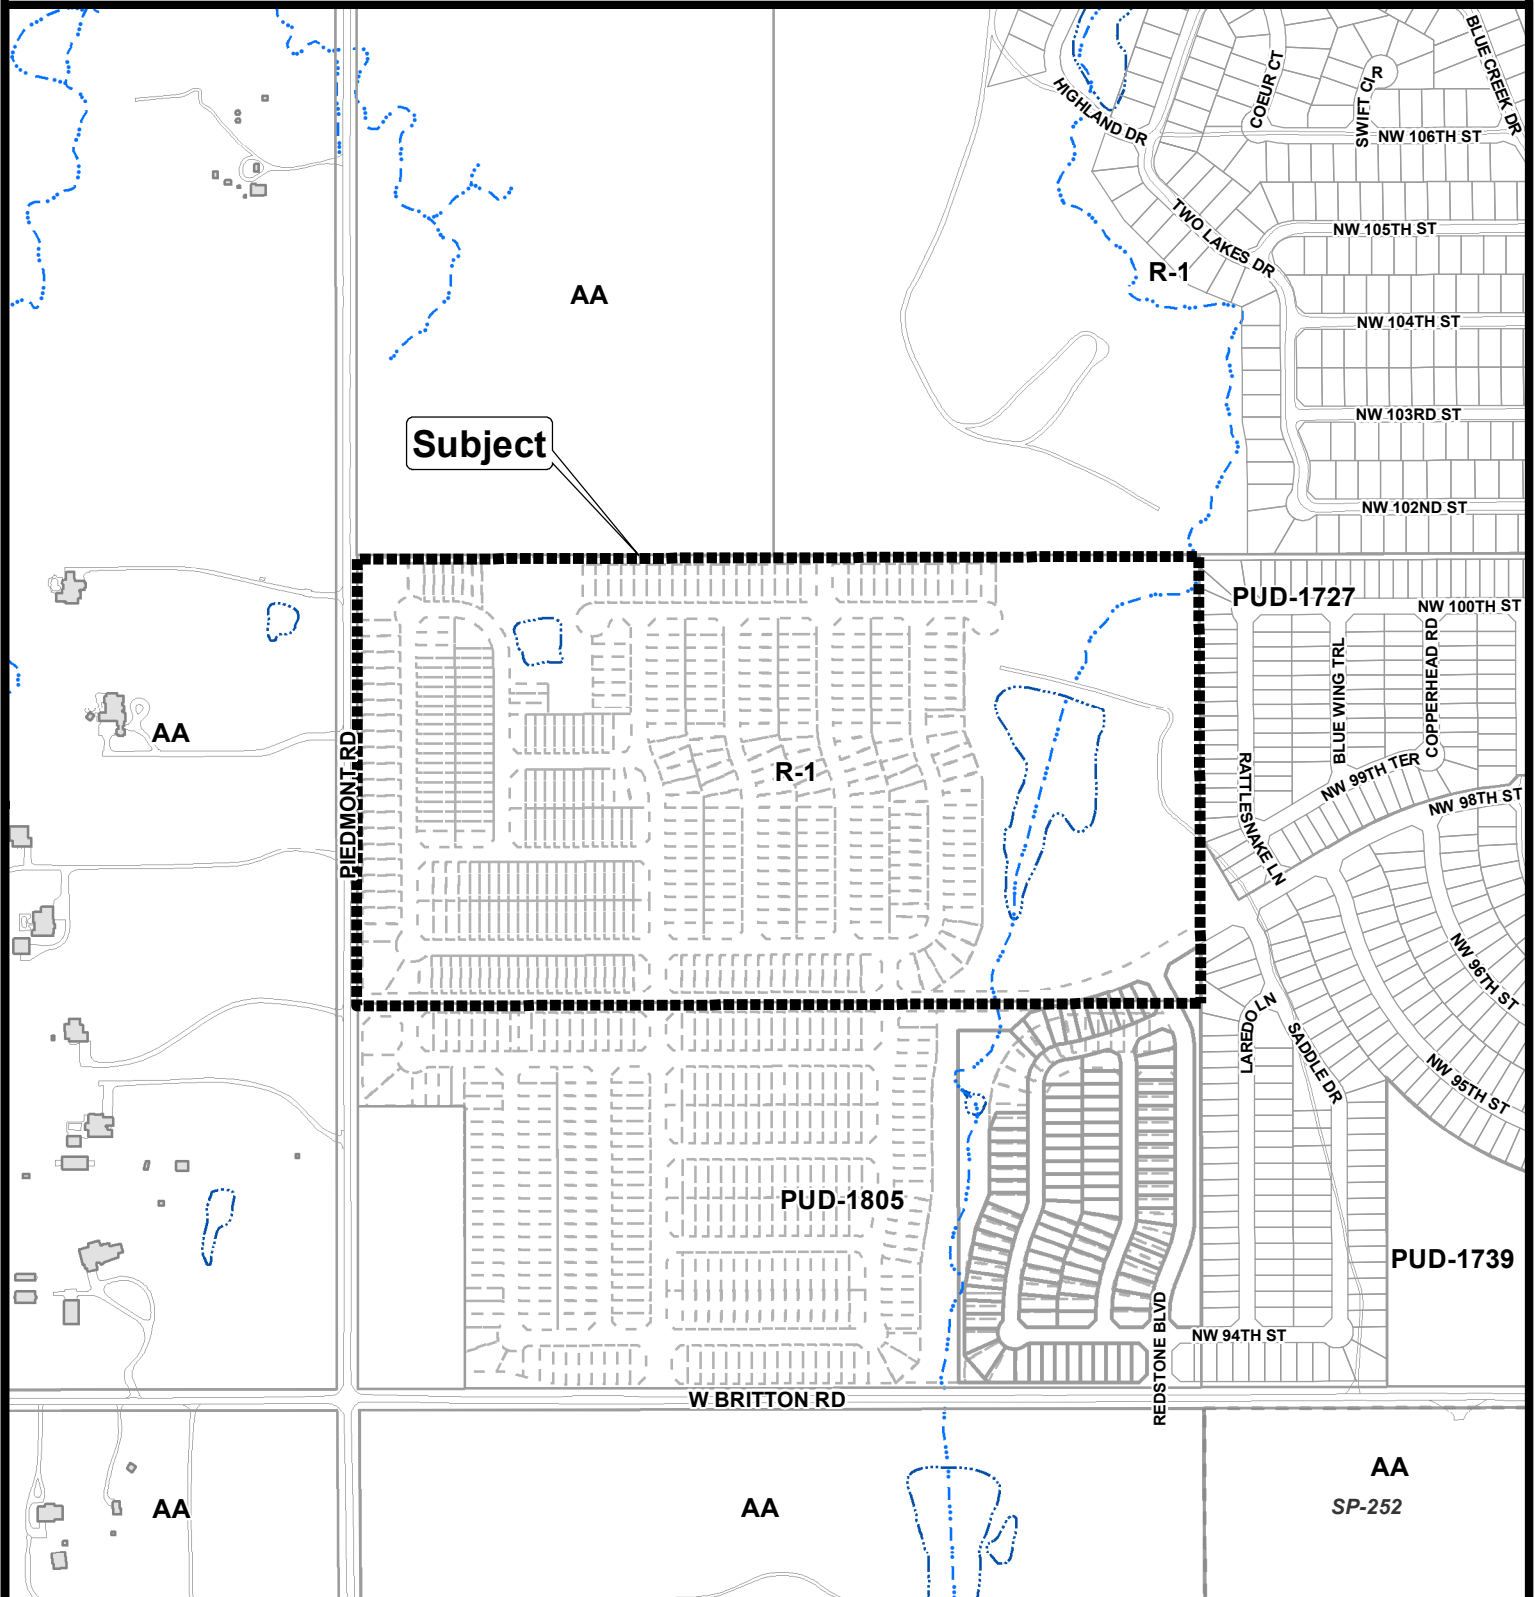 BLUE CREEK DR
COEUR CT
SWIFT CIR
HIGHLAND DR
NW 106TH ST
TWO LAKES DR
NW 105TH ST
R-1
AA
NW 104TH ST
NW 103RD ST
Subject
NW 102ND ST
PUD-1727
NW 100TH ST
BLUE WING TRL
COPPERHEAD RD
AA
PIEDMONT RD
R-1
RATTLESNAKE LN
NW 99TH TER
NW 98TH ST
NW 96TH ST
LAREDO LN
SADDLE DR
NW 95TH ST
PUD-1805
PUD-1739
REDSTONE BLVD
NW 94TH ST
W BRITTON RD
AA
AA
AA
SP-252